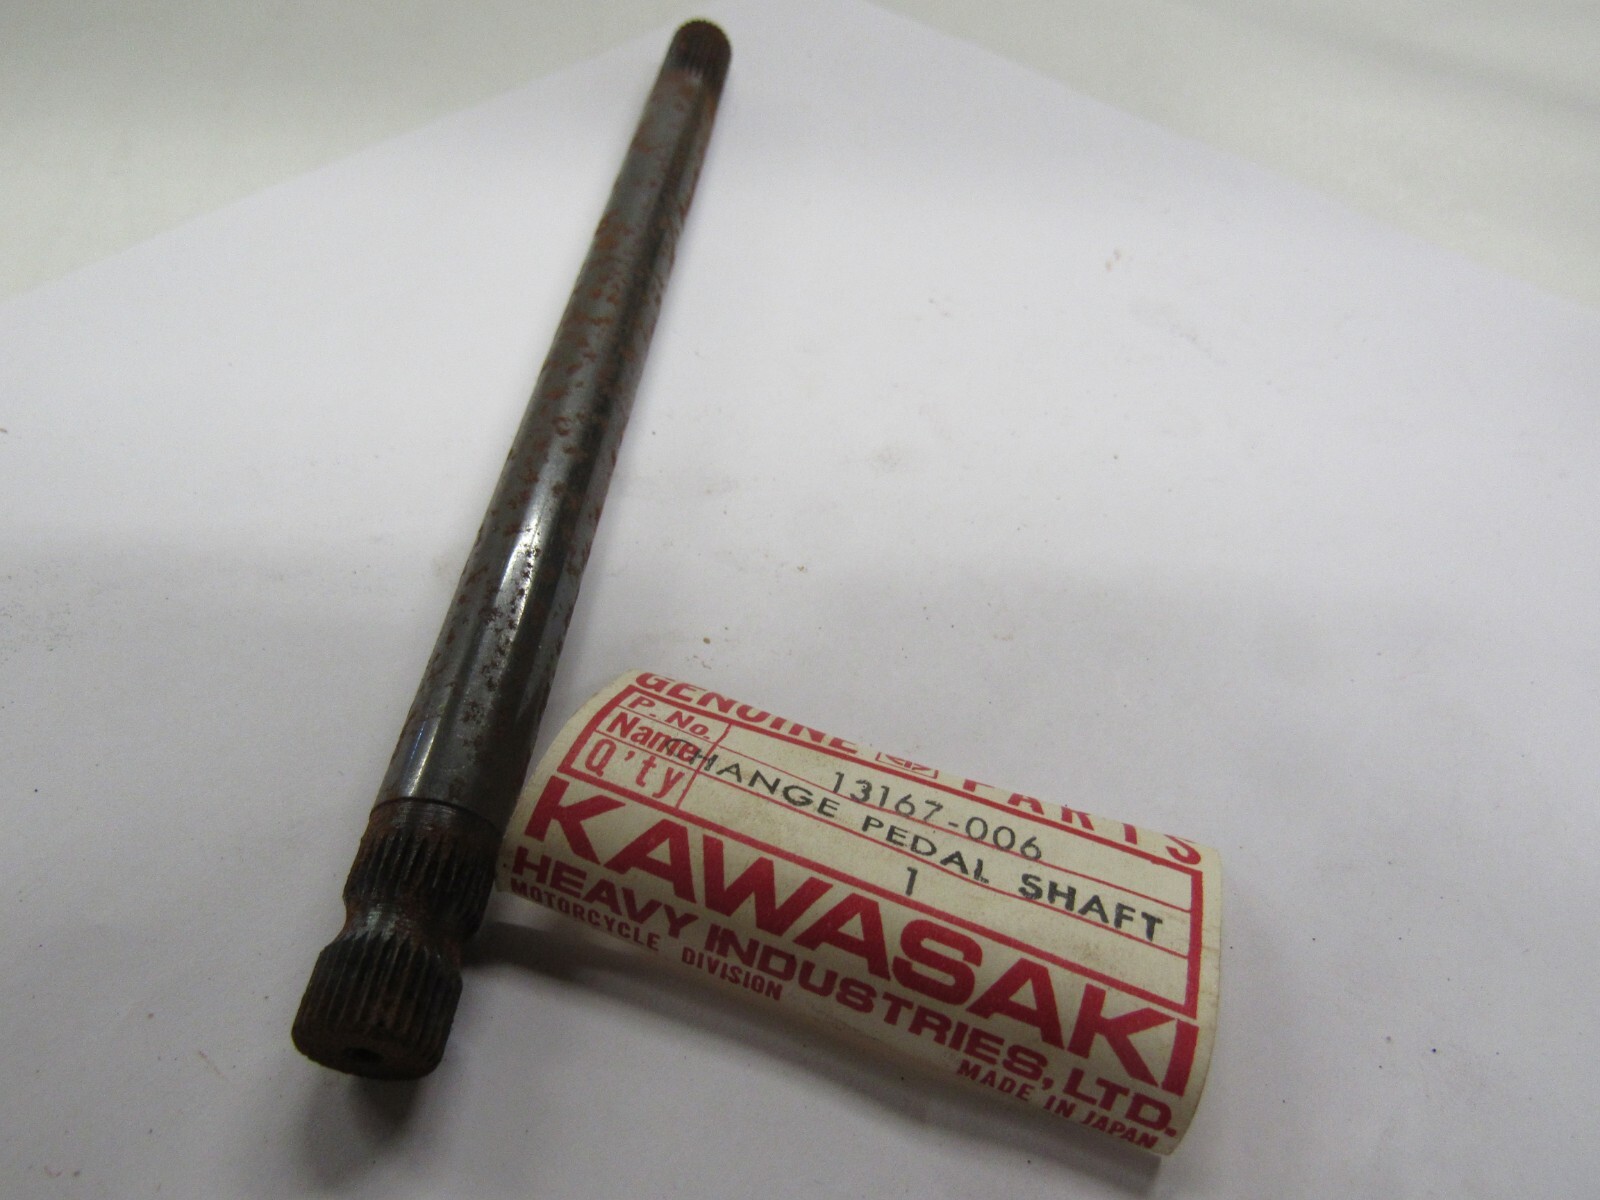 GENUINE PARTS
P. No. 13167-006
Name CHANGE PEDAL SHAFT
Q'ty 1
KAWASAKI
HEAVY INDUSTRIES, LTD.
MOTORCYCLE DIVISION
MADE IN JAPAN